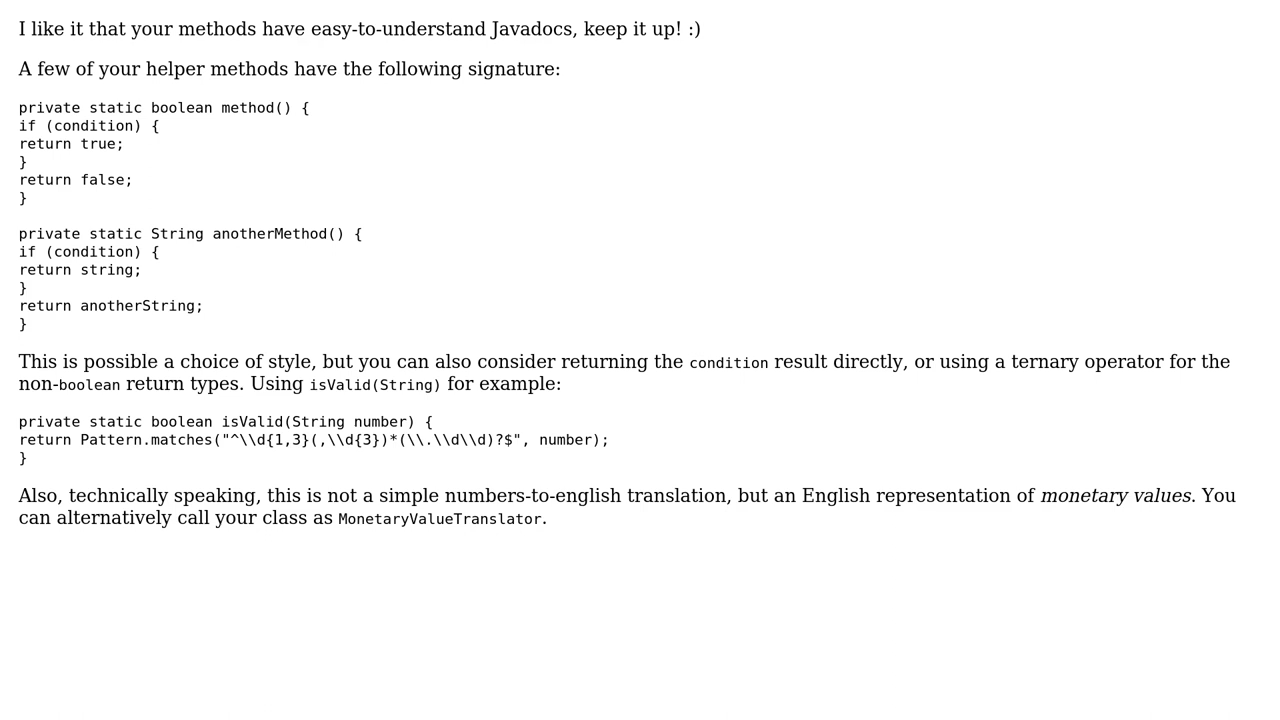 I like it that your methods have easy-to-understand Javadocs, keep it up! :)
A few of your helper methods have the following signature:
private static boolean method() {
if (condition) {
return true;
}
return false;
}
private static String anotherMethod() {
if (condition) {
return string;
}
return anotherString;
}
This is possible a choice of style, but you can also consider returning the condition result directly, or using a ternary operator for the
non-boolean return types. Using isValid(String) for example:
private static boolean isValid(String number) {
return Pattern.matches("^\\d{1,3}(,\\d{3})*(\\.\\d\\d)?$", number);
}
Also, technically speaking, this is not a simple numbers-to-english translation, but an English representation of monetary values. You
can alternatively call your class as MonetaryValueTranslator.